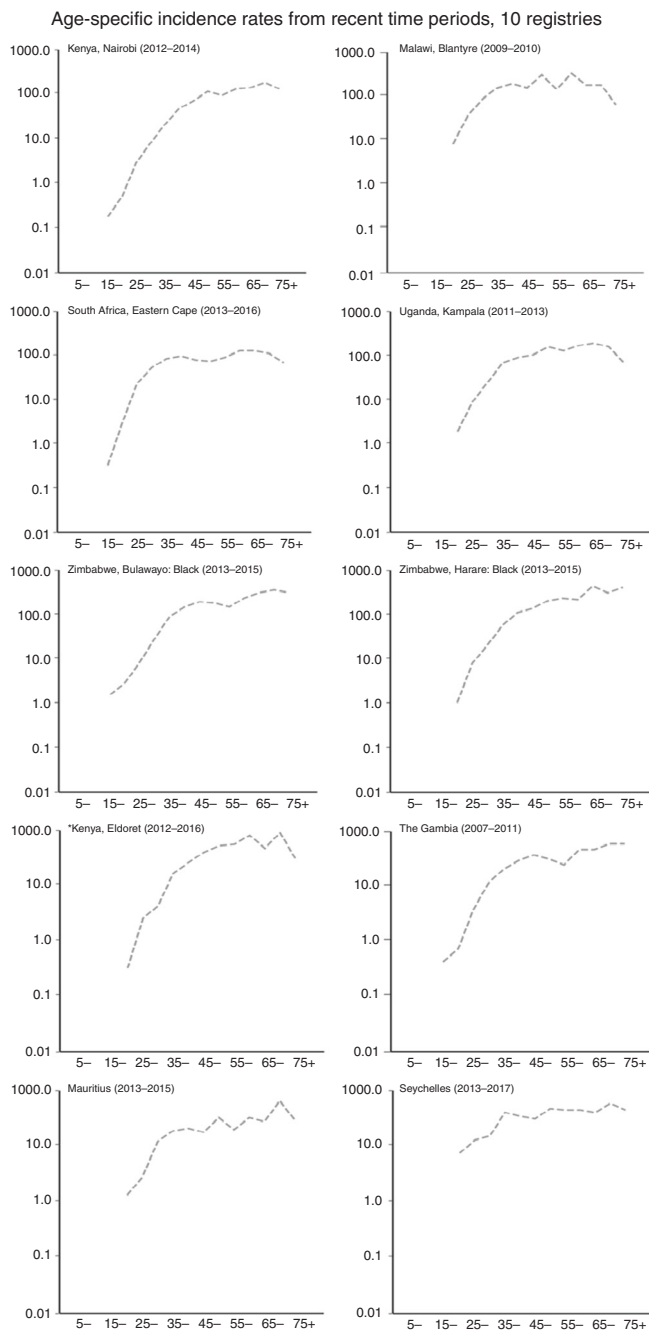 Age-specific incidence rates from recent time periods, 10 registries
Kenya, Nairobi (2012–2014)
1000.0
100.0
10.0
1.0
0.1
0.01
5– 15– 25– 35– 45– 55– 65– 75+
Malawi, Blantyre (2009–2010)
1000.0
100.0
10.0
1.0
0.1
0.01
5– 15– 25– 35– 45– 55– 65– 75+
South Africa, Eastern Cape (2013–2016)
1000.0
100.0
10.0
1.0
0.1
0.01
5– 15– 25– 35– 45– 55– 65– 75+
Uganda, Kampala (2011–2013)
1000.0
100.0
10.0
1.0
0.1
0.01
5– 15– 25– 35– 45– 55– 65– 75+
Zimbabwe, Bulawayo: Black (2013–2015)
1000.0
100.0
10.0
1.0
0.1
0.01
5– 15– 25– 35– 45– 55– 65– 75+
Zimbabwe, Harare: Black (2013–2015)
1000.0
100.0
10.0
1.0
0.1
0.01
5– 15– 25– 35– 45– 55– 65– 75+
*Kenya, Eldoret (2012–2016)
1000.0
10.0
1.0
0.1
0.01
5– 15– 25– 35– 45– 55– 65– 75+
The Gambia (2007–2011)
1000.0
10.0
1.0
0.1
0.01
5– 15– 25– 35– 45– 55– 65– 75+
Mauritius (2013–2015)
1000.0
10.0
1.0
0.1
0.01
5– 15– 25– 35– 45– 55– 65– 75+
Seychelles (2013–2017)
1000.0
10.0
1.0
0.1
0.01
5– 15– 25– 35– 45– 55– 65– 75+